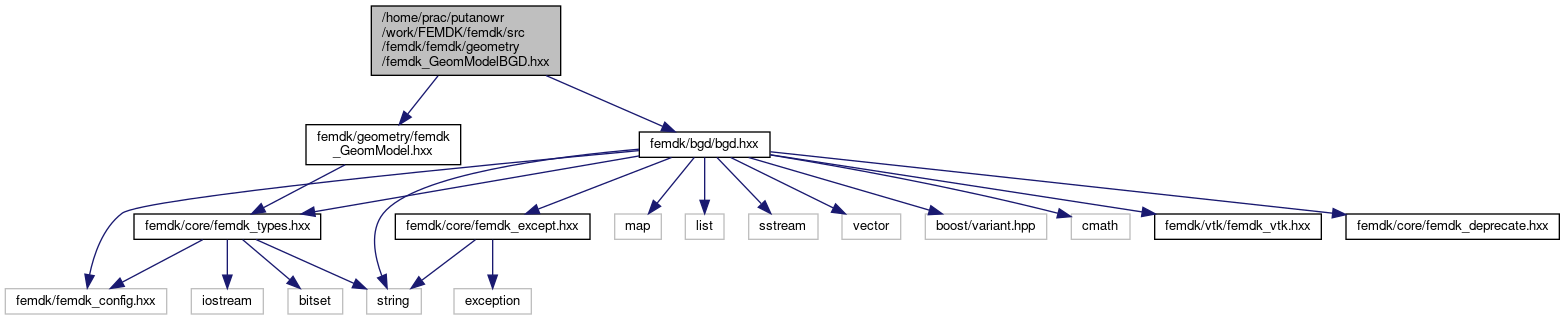 /home/prac/putanowr
/work/FEMDK/femdk/src
/femdk/femdk/geometry
/femdk_GeomModelBGD.hxx
femdk/geometry/femdk
_GeomModel.hxx
femdk/bgd/bgd.hxx
femdk/core/femdk_types.hxx
femdk/core/femdk_except.hxx
map
list
sstream
vector
boost/variant.hpp
cmath
femdk/vtk/femdk_vtk.hxx
femdk/core/femdk_deprecate.hxx
femdk/femdk_config.hxx
iostream
bitset
string
exception